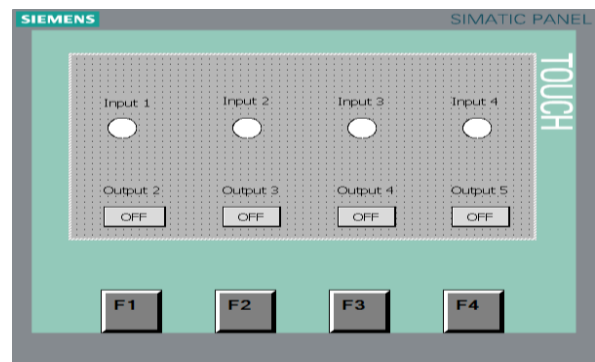 SIEMENS
SIMATIC PANEL
TOUCH
Input 1 Input 2 Input 3 Input 4
Output 2 Output 3 Output 4 Output 5
OFF OFF OFF OFF
F1 F2 F3 F4